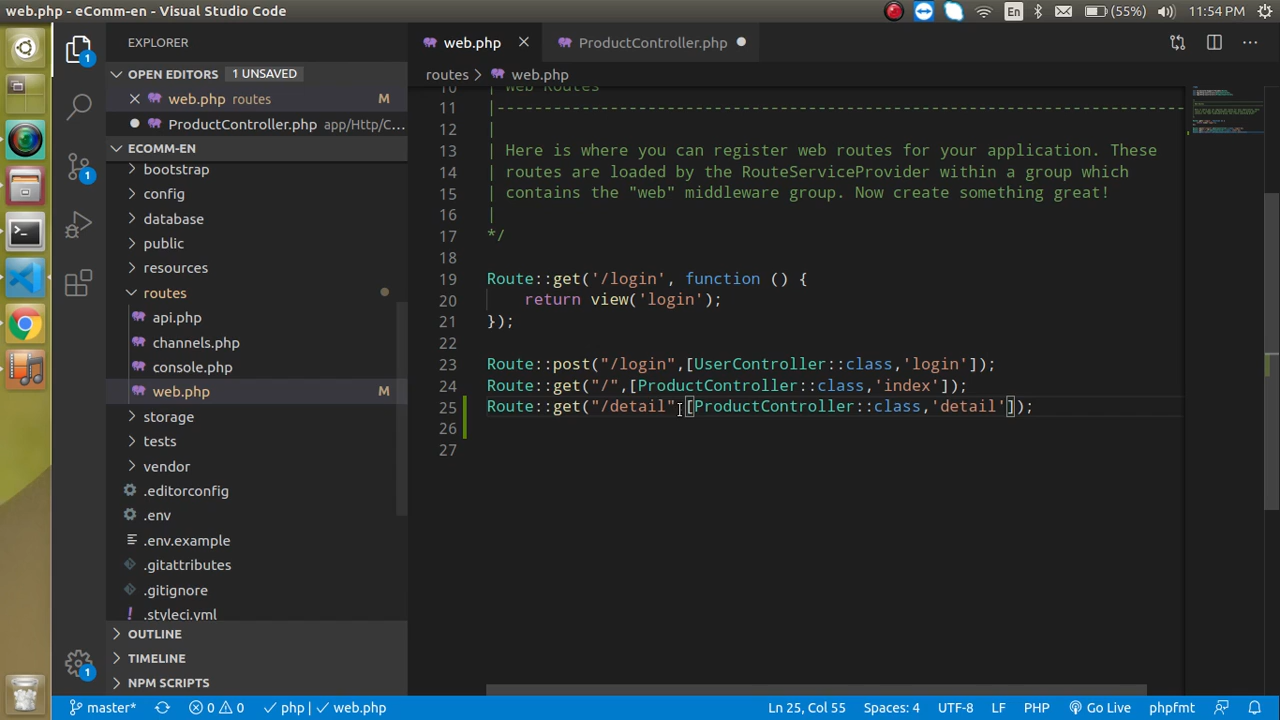 web.php - eComm-en - Visual Studio Code
En (55%) 11:54 PM
EXPLORER
web.php ProductController.php
OPEN EDITORS 1 UNSAVED
routes > web.php
web.php routes M
ProductController.php app/Http/C...
ECOMM-EN
bootstrap
config
database
public
resources
routes
api.php
channels.php
console.php
web.php M
storage
tests
vendor
.editorconfig
.env
.env.example
.gitattributes
.gitignore
.styleci.yml
OUTLINE
TIMELINE
NPM SCRIPTS
1
1
1
10 | Web Routes
11 |--------------------------------------------------------------------------
12 |
13 | Here is where you can register web routes for your application. These
14 | routes are loaded by the RouteServiceProvider within a group which
15 | contains the "web" middleware group. Now create something great!
16 |
17 */
18
19 Route::get('/login', function () {
20 return view('login');
21 });
22
23 Route::post("/login",[UserController::class,'login']);
24 Route::get("/",[ProductController::class,'index']);
25 Route::get("/detail",[ProductController::class,'detail']);
26
27
master* 0 0 php | web.php Ln 25, Col 55 Spaces: 4 UTF-8 LF PHP Go Live phpfmt